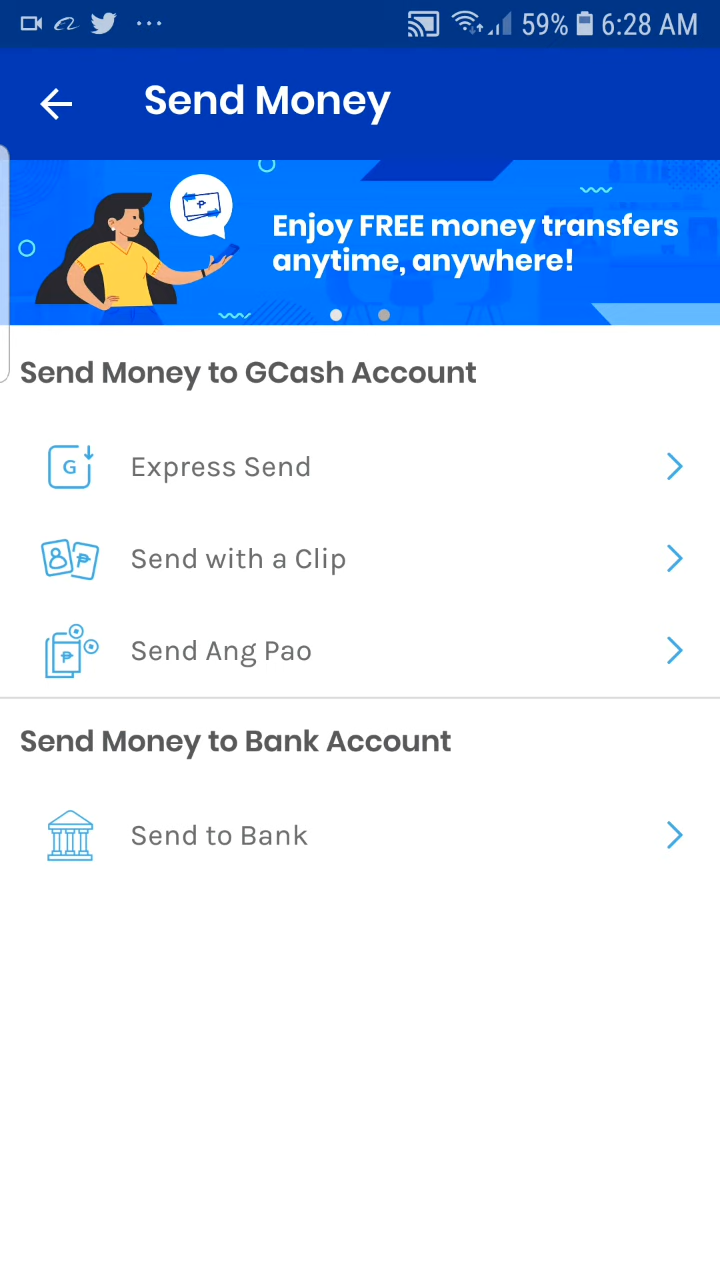 59% 6:28 AM
Send Money
Enjoy FREE money transfers
anytime, anywhere!
Send Money to GCash Account
G
Express Send
Send with a Clip
Send Ang Pao
Send Money to Bank Account
Send to Bank